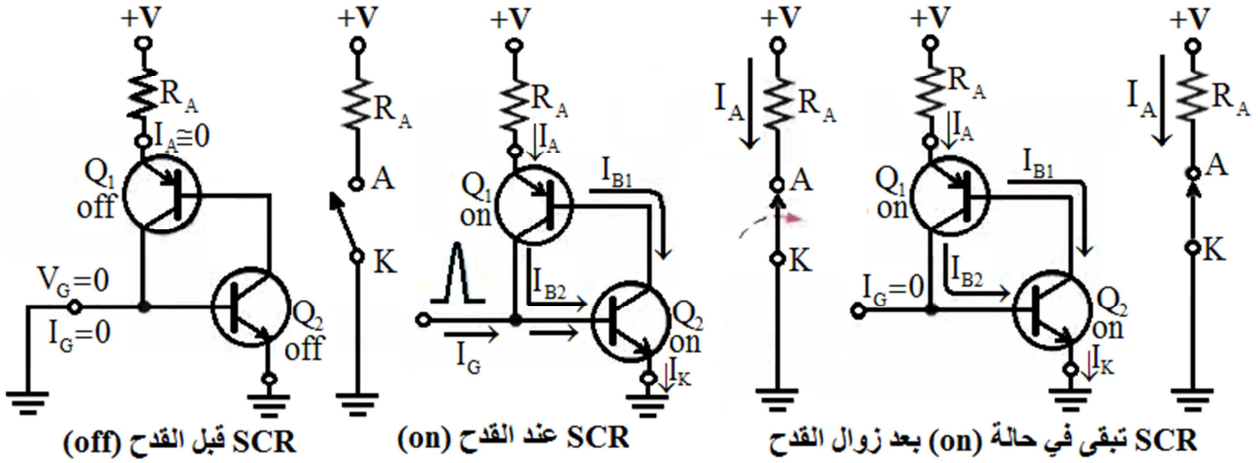 +V
R_A
I_A≅0
Q₁
off
V_G=0
I_G=0
Q₂
off
SCR قبل القدح (off)
+V
R_A
A
K
+V
R_A
I_A
Q₁
on
I_B1
I_B2
I_G
Q₂
on
I_K
SCR عند القدح (on)
+V
I_A
R_A
A
K
+V
R_A
I_A
Q₁
on
I_B1
I_B2
I_G=0
Q₂
on
I_K
+V
I_A
R_A
A
K
SCR تبقى في حالة (on) بعد زوال القدح